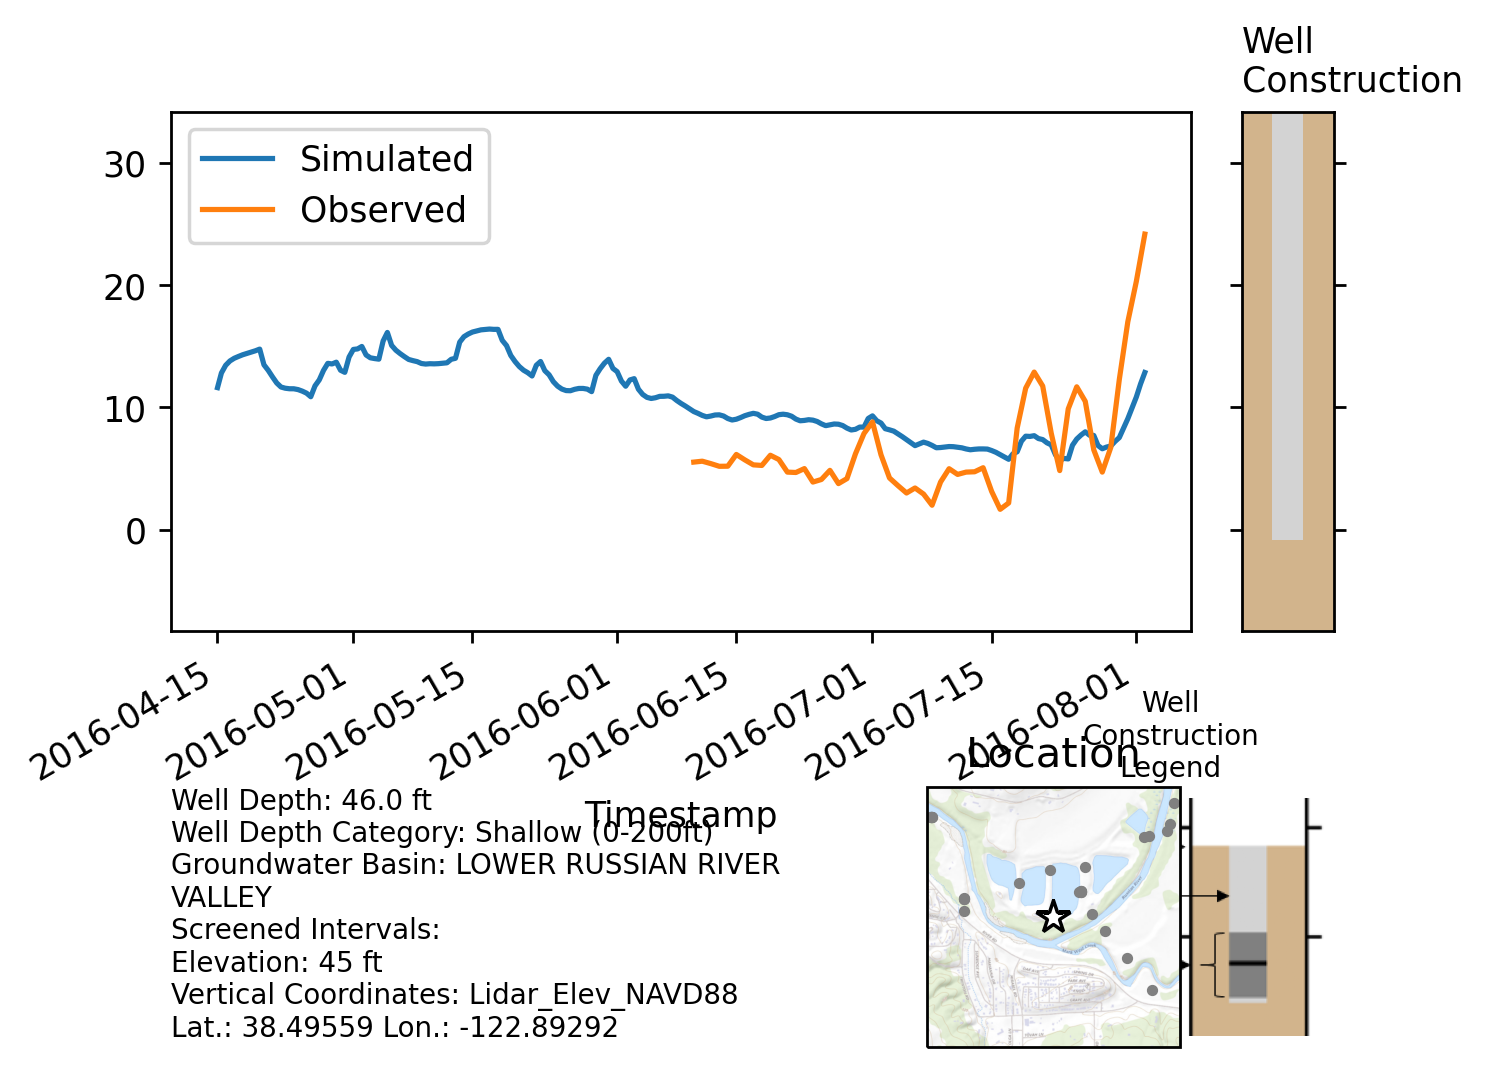 Well
Construction
Simulated
Observed
30
20
10
0
2016-04-15
2016-05-01
2016-05-15
2016-06-01
2016-06-15
2016-07-01
2016-07-15
2016-08-01
Timestamp
Well Depth: 46.0 ft
Well Depth Category: Shallow (0-200ft)
Groundwater Basin: LOWER RUSSIAN RIVER
VALLEY
Screened Intervals:
Elevation: 45 ft
Vertical Coordinates: Lidar_Elev_NAVD88
Lat.: 38.49559 Lon.: -122.89292
Location
Well
Construction
Legend